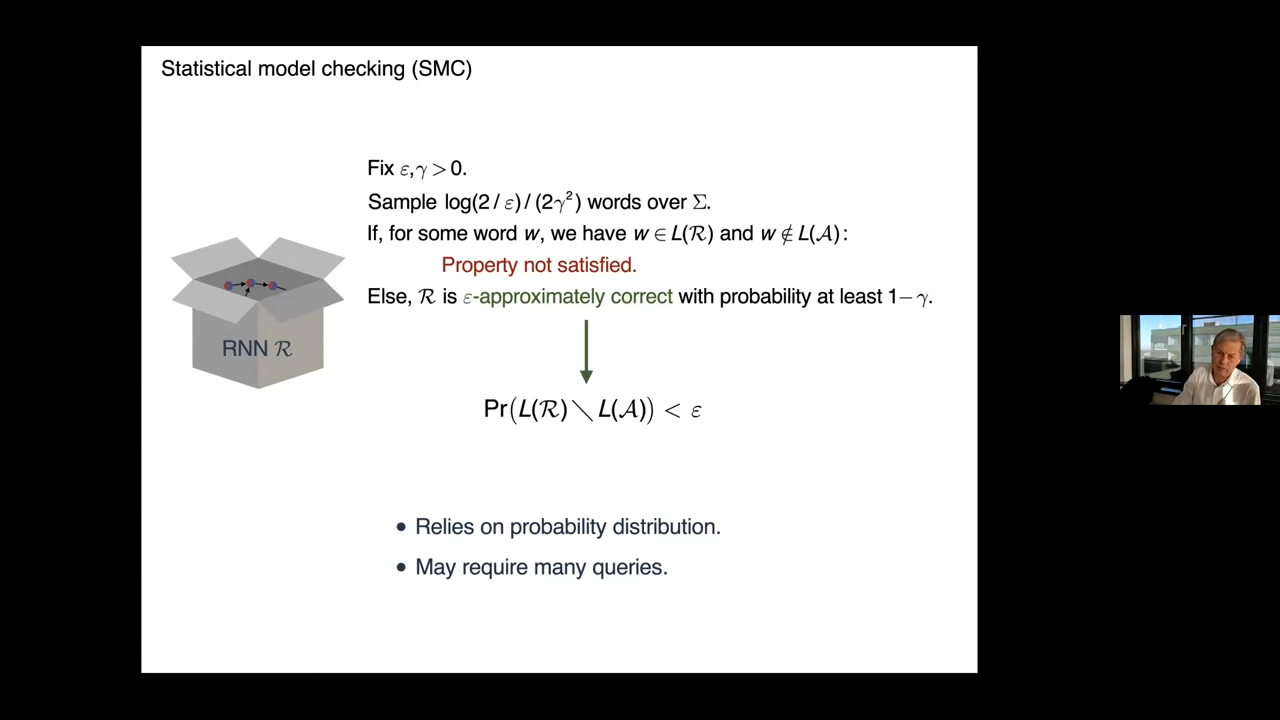 Statistical model checking (SMC)
Fix ε,γ > 0.
Sample log(2 / ε) / (2γ²) words over Σ.
If, for some word w, we have w ∈ L(ℛ) and w ∉ L(𝒜):
Property not satisfied.
Else, ℛ is ε-approximately correct with probability at least 1−γ.
RNN ℛ
Pr(L(ℛ) ∖ L(𝒜)) < ε
• Relies on probability distribution.
• May require many queries.